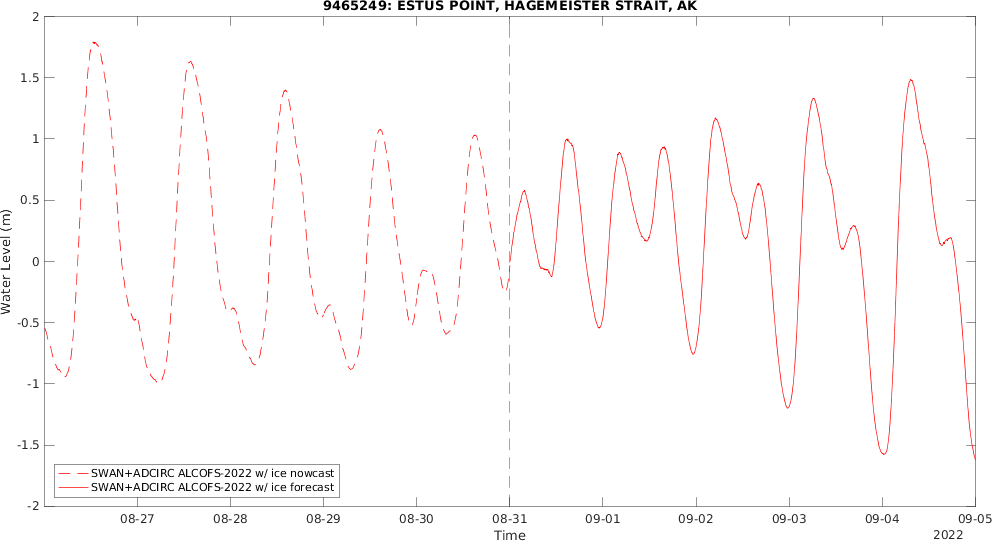 9465249: ESTUS POINT, HAGEMEISTER STRAIT, AK
2
1.5
1
0.5
0
-0.5
-1
-1.5
-2
Water Level (m)
SWAN+ADCIRC ALCOFS-2022 w/ ice nowcast
SWAN+ADCIRC ALCOFS-2022 w/ ice forecast
08-27 08-28 08-29 08-30 08-31 09-01 09-02 09-03 09-04 09-05
Time
2022